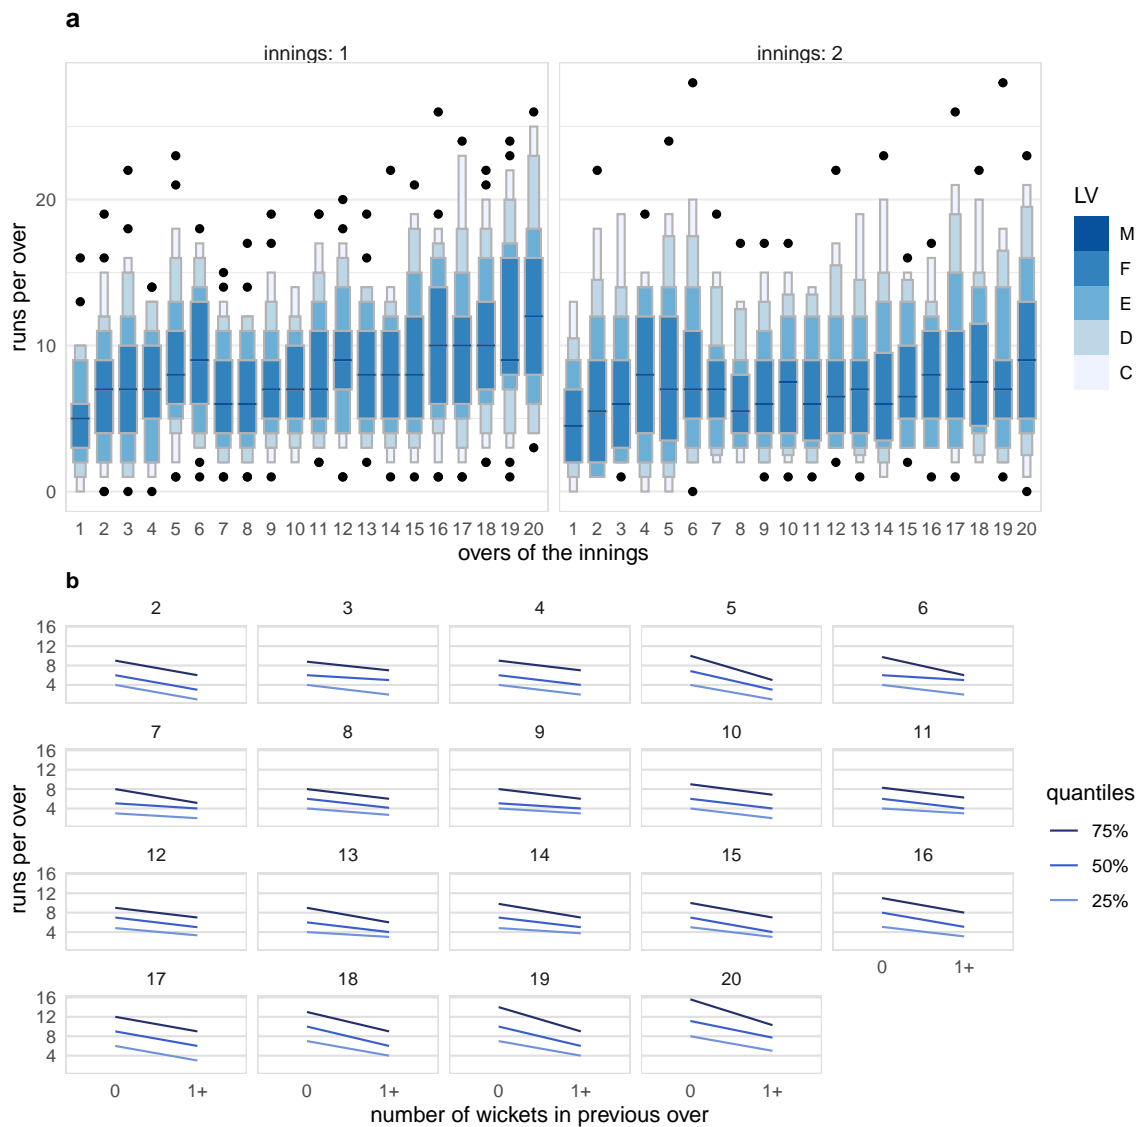 a
innings: 1
innings: 2
20
10
0
runs per over
1 2 3 4 5 6 7 8 9 10 11 12 13 14 15 16 17 18 19 20
1 2 3 4 5 6 7 8 9 10 11 12 13 14 15 16 17 18 19 20
overs of the innings
LV
M
F
E
D
C
b
2 3 4 5 6
16
12
8
4
7 8 9 10 11
16
12
8
4
12 13 14 15 16
16
12
8
4
0 1+
17 18 19 20
16
12
8
4
0 1+ 0 1+ 0 1+ 0 1+
runs per over
number of wickets in previous over
quantiles
75%
50%
25%